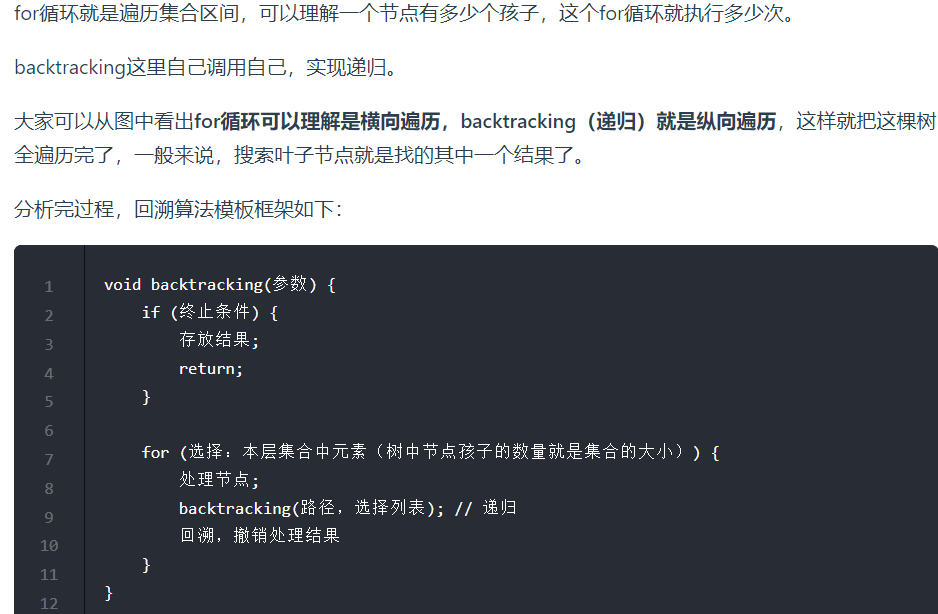 for循环就是遍历集合区间，可以理解一个节点有多少个孩子，这个for循环就执行多少次。
backtracking这里自己调用自己，实现递归。
大家可以从图中看出for循环可以理解是横向遍历，backtracking（递归）就是纵向遍历，这样就把这棵树
全遍历完了，一般来说，搜索叶子节点就是找的其中一个结果了。
分析完过程，回溯算法模板框架如下：
1 void backtracking(参数) {
2     if (终止条件) {
3         存放结果;
4         return;
5     }
6
7     for (选择：本层集合中元素（树中节点孩子的数量就是集合的大小）) {
8         处理节点;
9         backtracking(路径，选择列表); // 递归
10         回溯，撤销处理结果
11     }
12 }